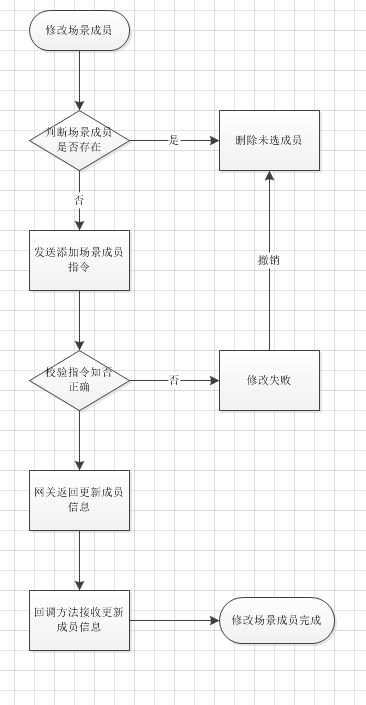 修改场景成员
判断场景成员
是否存在
是
删除未选成员
否
发送添加场景成员
指令
撤销
校验指令知否
正确
否
修改失败
网关返回更新成员
信息
回调方法接收更新
成员信息
修改场景成员完成